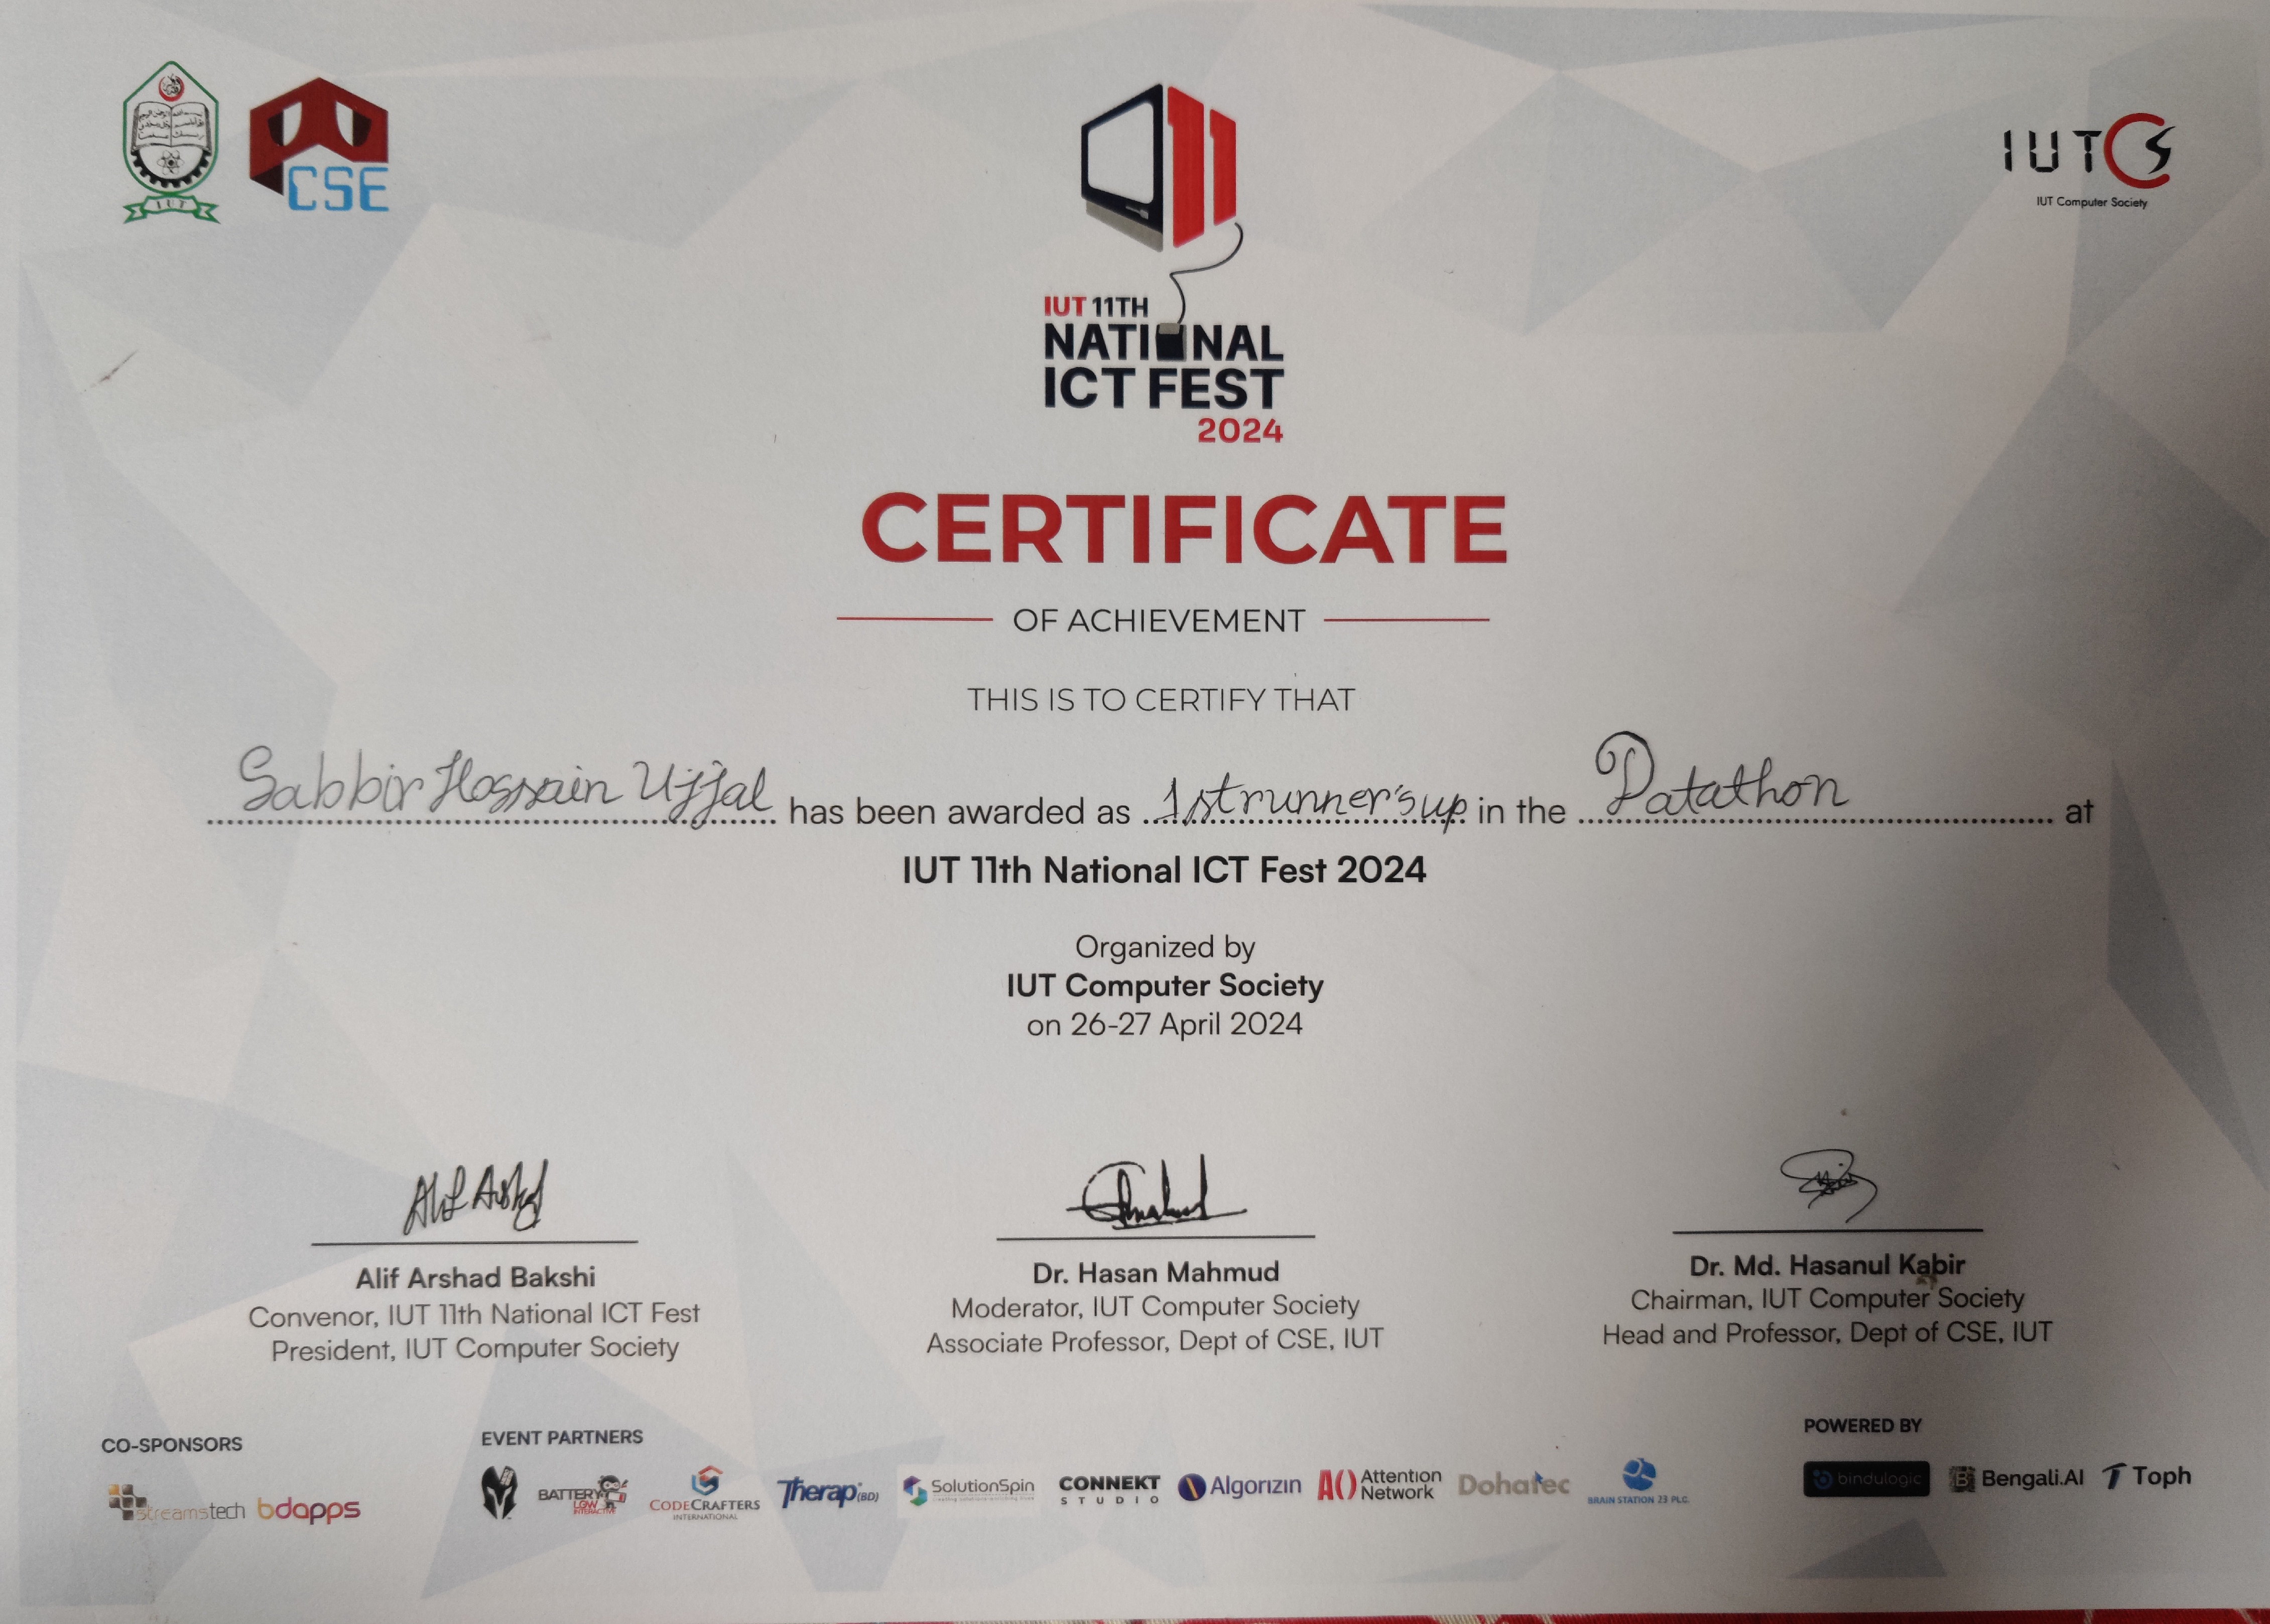 IUT
CSE
IUTCS
IUT Computer Society
11
IUT 11TH
NATIONAL
ICT FEST
2024
CERTIFICATE
OF ACHIEVEMENT
THIS IS TO CERTIFY THAT
Sabbir Hossain Ujjal has been awarded as 1st runner's up in the Datathon at
IUT 11th National ICT Fest 2024
Organized by
IUT Computer Society
on 26-27 April 2024
Alif Arshad Bakshi
Convenor, IUT 11th National ICT Fest
President, IUT Computer Society
Dr. Hasan Mahmud
Moderator, IUT Computer Society
Associate Professor, Dept of CSE, IUT
Dr. Md. Hasanul Kabir
Chairman, IUT Computer Society
Head and Professor, Dept of CSE, IUT
CO-SPONSORS
streamstech bdapps
EVENT PARTNERS
BATTERY LOW INTERACTIVE
CODECRAFTERS INTERNATIONAL
Therap (BD)
SolutionSpin
CONNEKT STUDIO
Algorizin
Attention Network
Dohatec
BRAIN STATION 23 PLC.
POWERED BY
bindulogic Bengali.AI Toph